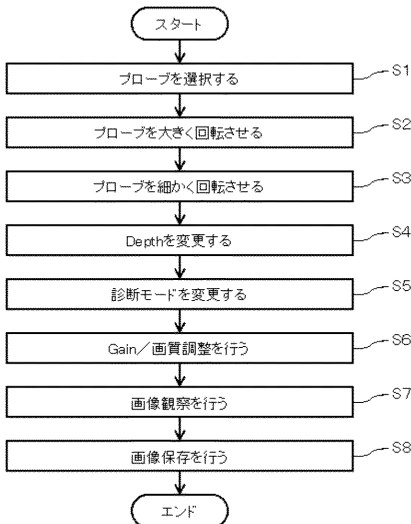 スタート
プローブを選択する S1
プローブを大きく回転させる S2
プローブを細かく回転させる S3
Depthを変更する S4
診断モードを変更する S5
Gain／画質調整を行う S6
画像観察を行う S7
画像保存を行う S8
エンド